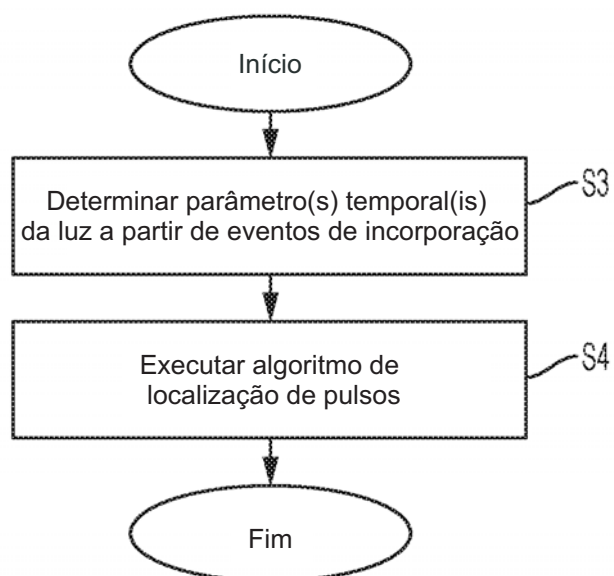 Início
Determinar parâmetro(s) temporal(is)
da luz a partir de eventos de incorporação
S3
Executar algoritmo de
localização de pulsos
S4
Fim